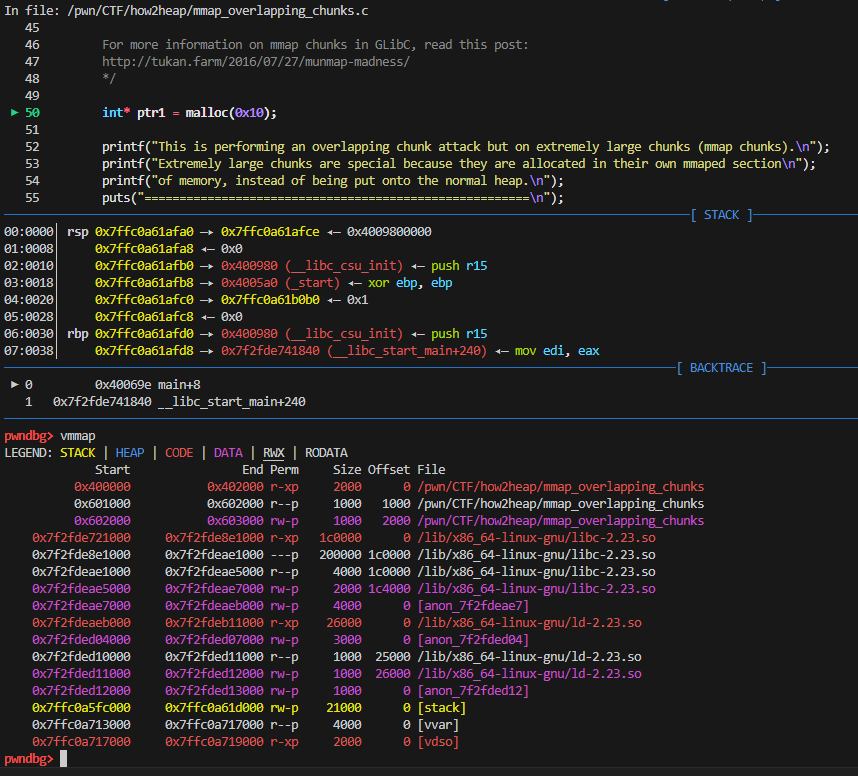 In file: /pwn/CTF/how2heap/mmap_overlapping_chunks.c
45
46 For more information on mmap chunks in GLibC, read this post:
47 http://tukan.farm/2016/07/27/munmap-madness/
48 */
49
► 50 int* ptr1 = malloc(0x10);
51
52 printf("This is performing an overlapping chunk attack but on extremely large chunks (mmap chunks).\n");
53 printf("Extremely large chunks are special because they are allocated in their own mmaped section\n");
54 printf("of memory, instead of being put onto the normal heap.\n");
55 puts("=======================================================\n");
[ STACK ]
00:0000│ rsp 0x7ffc0a61afa0 —▸ 0x7ffc0a61afce ◂— 0x4009800000
01:0008│ 0x7ffc0a61afa8 ◂— 0x0
02:0010│ 0x7ffc0a61afb0 —▸ 0x400980 (__libc_csu_init) ◂— push r15
03:0018│ 0x7ffc0a61afb8 —▸ 0x4005a0 (_start) ◂— xor ebp, ebp
04:0020│ 0x7ffc0a61afc0 —▸ 0x7ffc0a61b0b0 ◂— 0x1
05:0028│ 0x7ffc0a61afc8 ◂— 0x0
06:0030│ rbp 0x7ffc0a61afd0 —▸ 0x400980 (__libc_csu_init) ◂— push r15
07:0038│ 0x7ffc0a61afd8 —▸ 0x7f2fde741840 (__libc_start_main+240) ◂— mov edi, eax
[ BACKTRACE ]
► 0 0x40069e main+8
1 0x7f2fde741840 __libc_start_main+240
pwndbg> vmmap
LEGEND: STACK | HEAP | CODE | DATA | RWX | RODATA
Start End Perm Size Offset File
0x400000 0x402000 r-xp 2000 0 /pwn/CTF/how2heap/mmap_overlapping_chunks
0x601000 0x602000 r--p 1000 1000 /pwn/CTF/how2heap/mmap_overlapping_chunks
0x602000 0x603000 rw-p 1000 2000 /pwn/CTF/how2heap/mmap_overlapping_chunks
0x7f2fde721000 0x7f2fde8e1000 r-xp 1c0000 0 /lib/x86_64-linux-gnu/libc-2.23.so
0x7f2fde8e1000 0x7f2fdeae1000 ---p 200000 1c0000 /lib/x86_64-linux-gnu/libc-2.23.so
0x7f2fdeae1000 0x7f2fdeae5000 r--p 4000 1c0000 /lib/x86_64-linux-gnu/libc-2.23.so
0x7f2fdeae5000 0x7f2fdeae7000 rw-p 2000 1c4000 /lib/x86_64-linux-gnu/libc-2.23.so
0x7f2fdeae7000 0x7f2fdeaeb000 rw-p 4000 0 [anon_7f2fdeae7]
0x7f2fdeaeb000 0x7f2fdeb11000 r-xp 26000 0 /lib/x86_64-linux-gnu/ld-2.23.so
0x7f2fded04000 0x7f2fded07000 rw-p 3000 0 [anon_7f2fded04]
0x7f2fded10000 0x7f2fded11000 r--p 1000 25000 /lib/x86_64-linux-gnu/ld-2.23.so
0x7f2fded11000 0x7f2fded12000 rw-p 1000 26000 /lib/x86_64-linux-gnu/ld-2.23.so
0x7f2fded12000 0x7f2fded13000 rw-p 1000 0 [anon_7f2fded12]
0x7ffc0a5fc000 0x7ffc0a61d000 rw-p 21000 0 [stack]
0x7ffc0a713000 0x7ffc0a717000 r--p 4000 0 [vvar]
0x7ffc0a717000 0x7ffc0a719000 r-xp 2000 0 [vdso]
pwndbg>